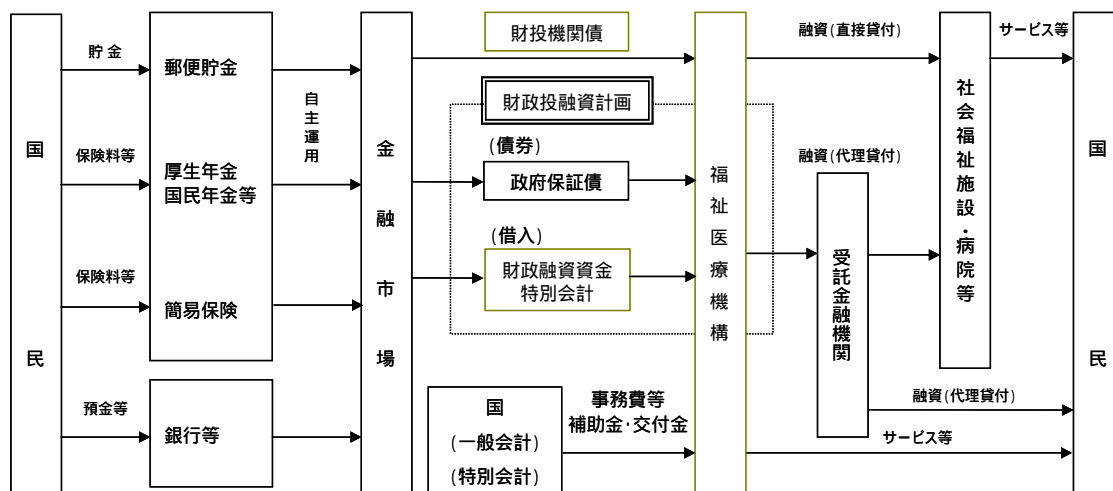 国民
貯金
保険料等
保険料等
預金等
郵便貯金
厚生年金
国民年金等
簡易保険
銀行等
自主運用
金融市場
財投機関債
財政投融資計画
(債券)
政府保証債
(借入)
財政融資資金
特別会計
国
(一般会計)
(特別会計)
事務費等
補助金・交付金
福祉医療機構
融資(直接貸付)
融資(代理貸付)
受託金融機関
社会福祉施設・病院等
サービス等
融資(代理貸付)
サービス等
国民